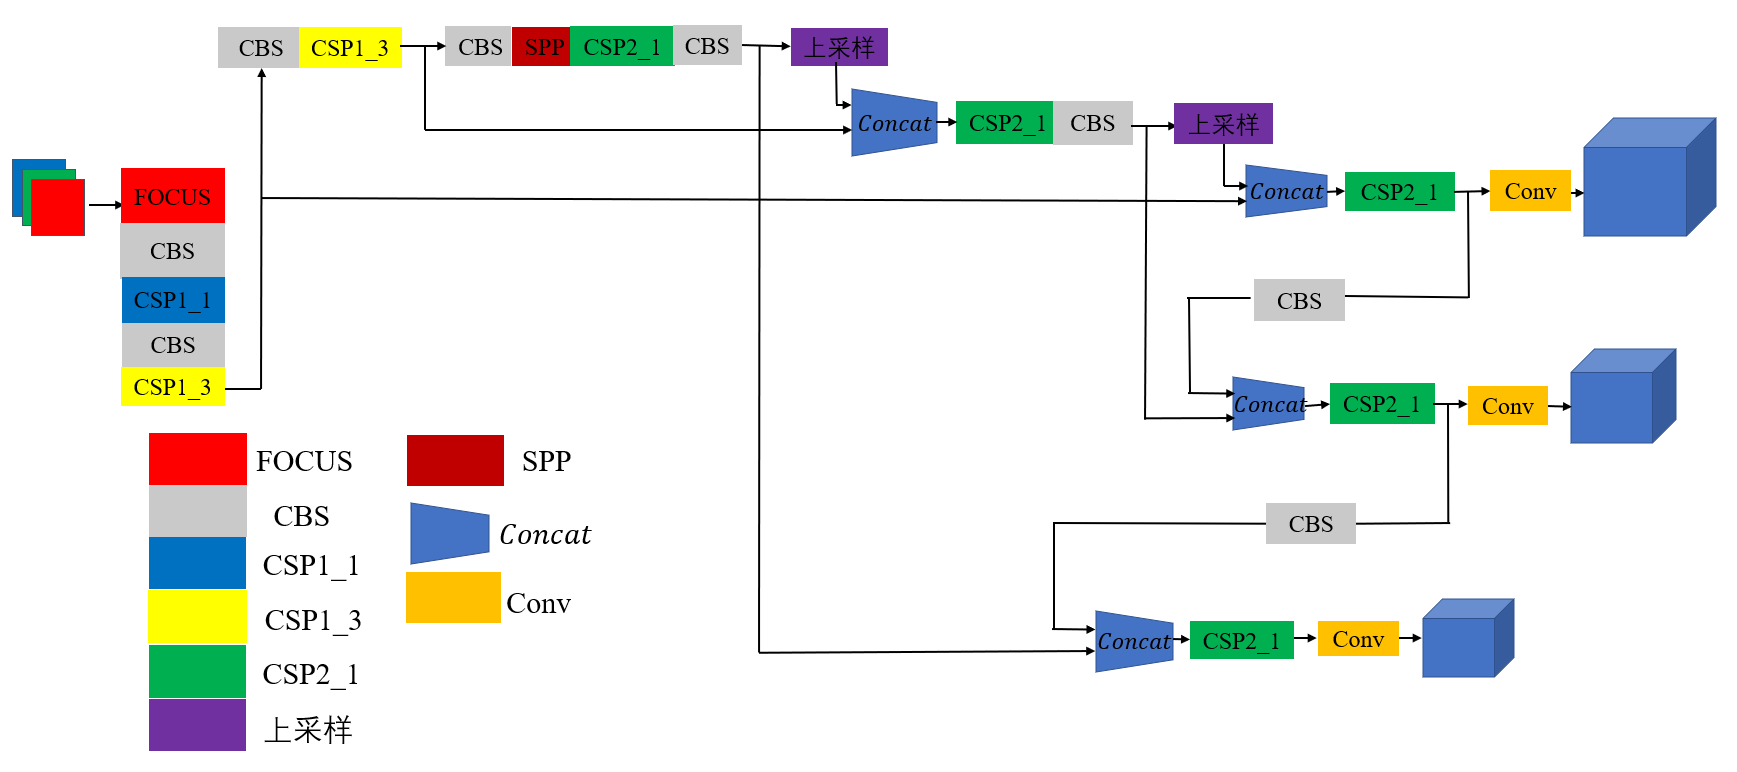 CBS CSP1_3 CBS SPP CSP2_1 CBS 上采样
Concat CSP2_1 CBS 上采样
FOCUS
CBS
CSP1_1
CBS
CSP1_3
Concat CSP2_1 Conv
CBS
Concat CSP2_1 Conv
CBS
Concat CSP2_1 Conv
FOCUS
CBS
CSP1_1
CSP1_3
CSP2_1
上采样
SPP
Concat
Conv